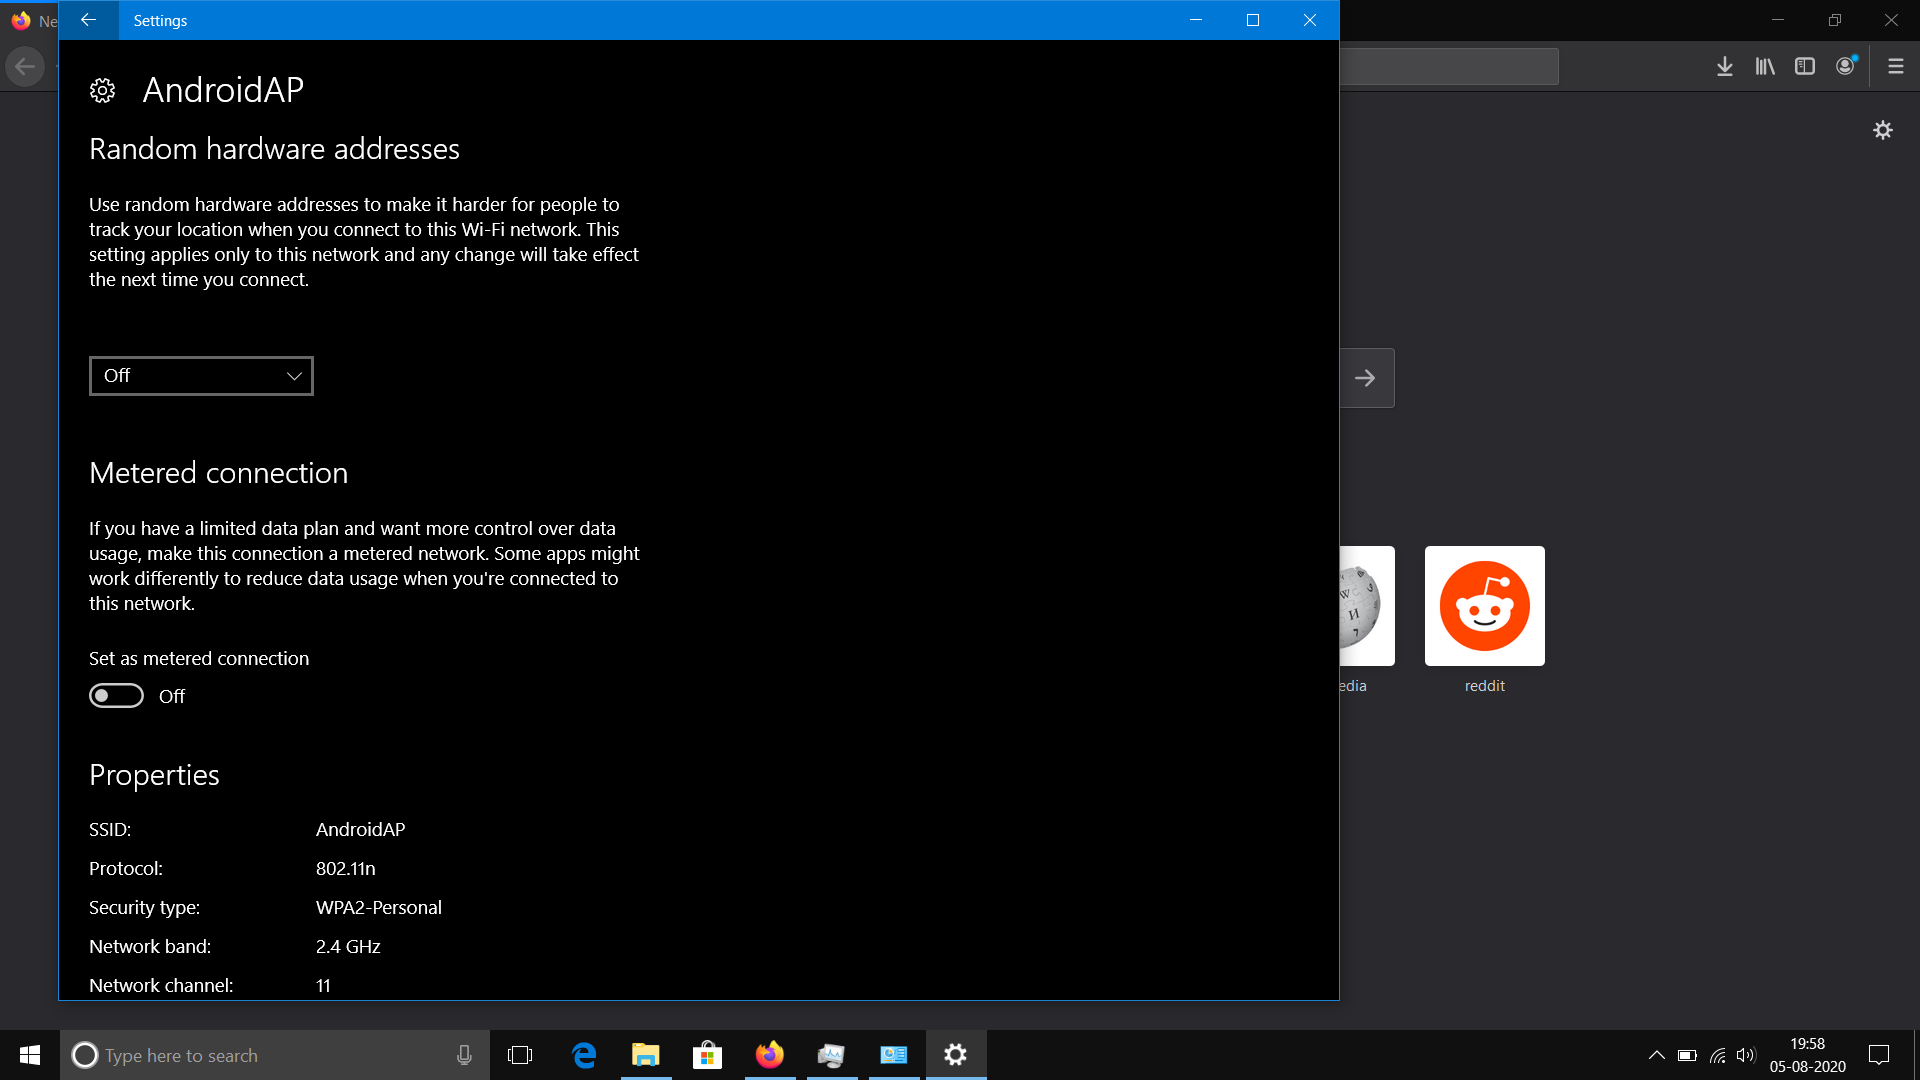 Ne
Settings
AndroidAP
Random hardware addresses
Use random hardware addresses to make it harder for people to
track your location when you connect to this Wi-Fi network. This
setting applies only to this network and any change will take effect
the next time you connect.
Off
Metered connection
If you have a limited data plan and want more control over data
usage, make this connection a metered network. Some apps might
work differently to reduce data usage when you're connected to
this network.
Set as metered connection
Off
Properties
SSID: AndroidAP
Protocol: 802.11n
Security type: WPA2-Personal
Network band: 2.4 GHz
Network channel: 11
edia
reddit
Type here to search
19:58
05-08-2020